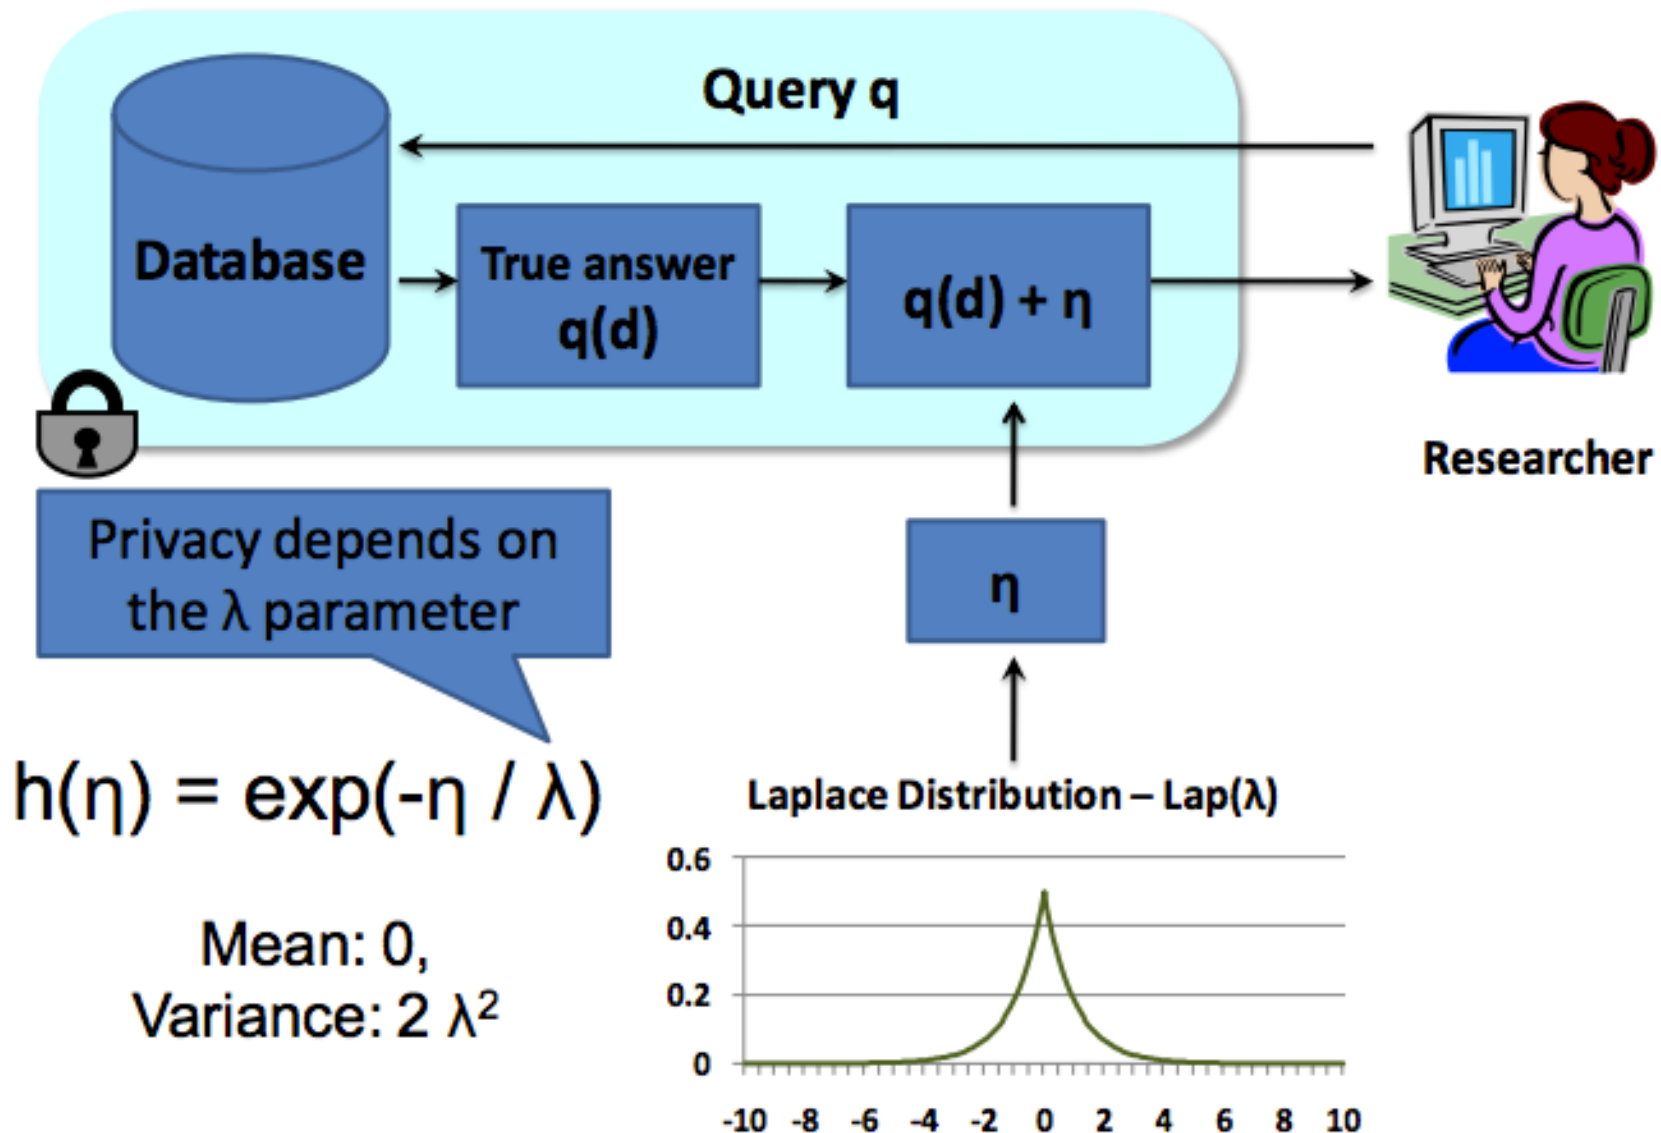 Query q
Database
True answer
q(d)
q(d) + η
Researcher
Privacy depends on
the λ parameter
η
h(η) = exp(-η / λ)
Mean: 0,
Variance: 2 λ²
Laplace Distribution – Lap(λ)
0.6
0.4
0.2
0
-10 -8 -6 -4 -2 0 2 4 6 8 10